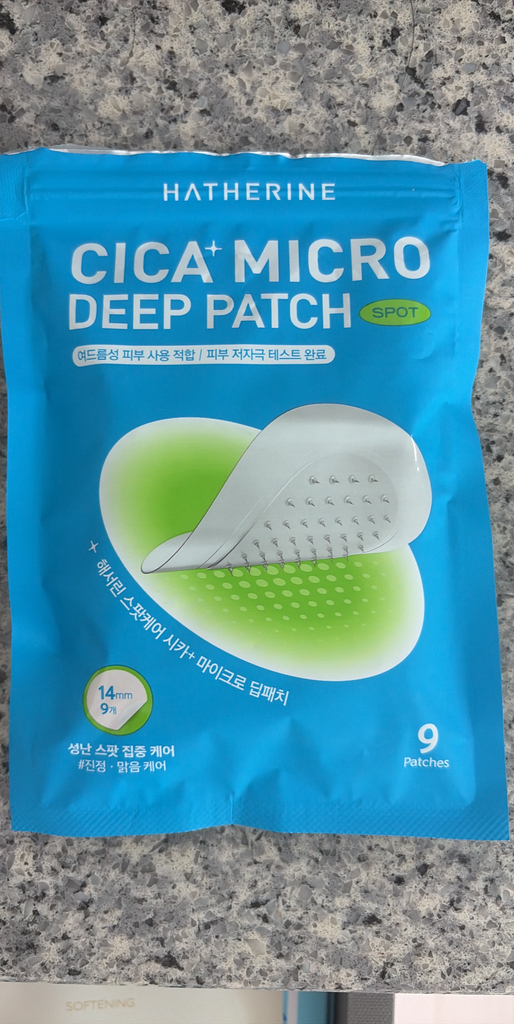 HATHERINE
CICA+ MICRO
DEEP PATCH SPOT
여드름성 피부 사용 적합 / 피부 저자극 테스트 완료
+ 해서린 스팟케어 시카+ 마이크로 딥패치
14mm
9개
성난 스팟 집중 케어
#진정·맑음 케어
9
Patches
SOFTENING